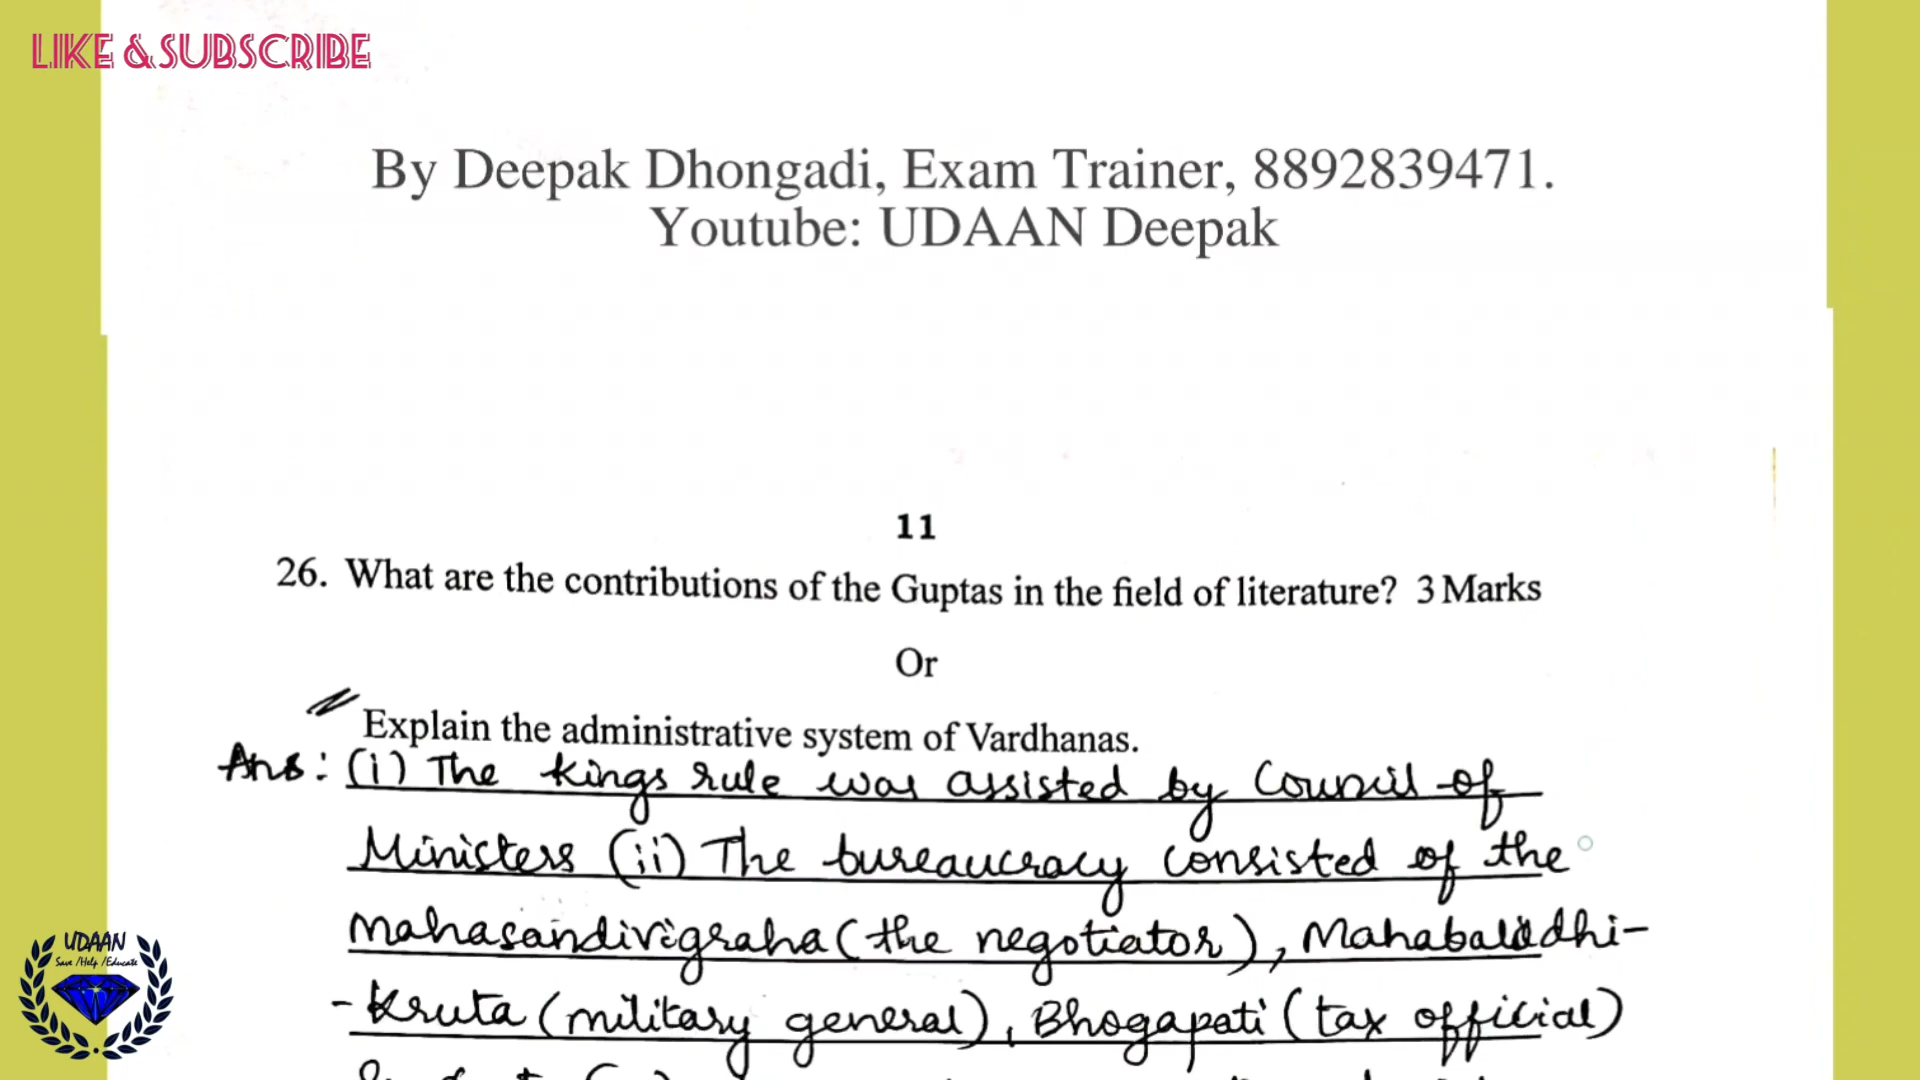 LIKE & SUBSCRIBE
By Deepak Dhongadi, Exam Trainer, 8892839471.
Youtube: UDAAN Deepak
11
26. What are the contributions of the Guptas in the field of literature? 3 Marks
Or
Explain the administrative system of Vardhanas.
Ans: (i) The kings rule was assisted by Council of
Ministers (ii) The bureaucracy consisted of the
mahasandivigraha (the negotiator), Mahabaladhi-
-kruta (military general), Bhogapati (tax official)
UDAAN
Save /Help /Educate